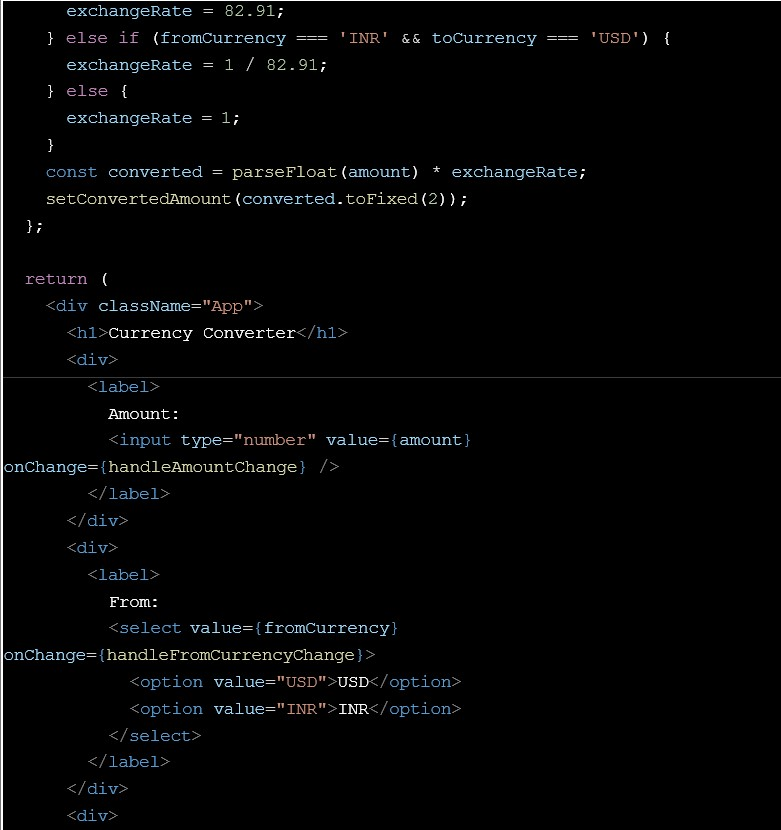 exchangeRate = 82.91;
} else if (fromCurrency === 'INR' && toCurrency === 'USD') {
exchangeRate = 1 / 82.91;
} else {
exchangeRate = 1;
}
const converted = parseFloat(amount) * exchangeRate;
setConvertedAmount(converted.toFixed(2));
};
return (
<div className="App">
<h1>Currency Converter</h1>
<div>
<label>
Amount:
<input type="number" value={amount}
onChange={handleAmountChange} />
</label>
</div>
<div>
<label>
From:
<select value={fromCurrency}
onChange={handleFromCurrencyChange}>
<option value="USD">USD</option>
<option value="INR">INR</option>
</select>
</label>
</div>
<div>